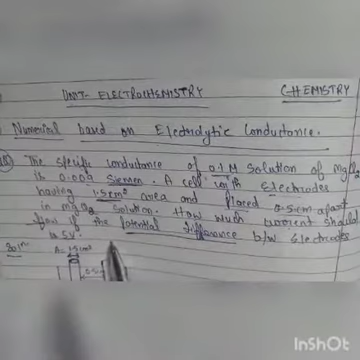 UNIT- ELECTROCHEMISTRY
CHEMISTRY
Numerical based on Electrolytic Conductance.
The specific conductance of 0.1 M solution of MgCl2
is 0.009 Siemen. A cell with electrodes
having 1.5cm² area and placed 0.5cm apart
in MgCl2 solution. How much current should
flow if the potential difference b/w electrodes
is 5V.
A = 1.5cm²
InShOt